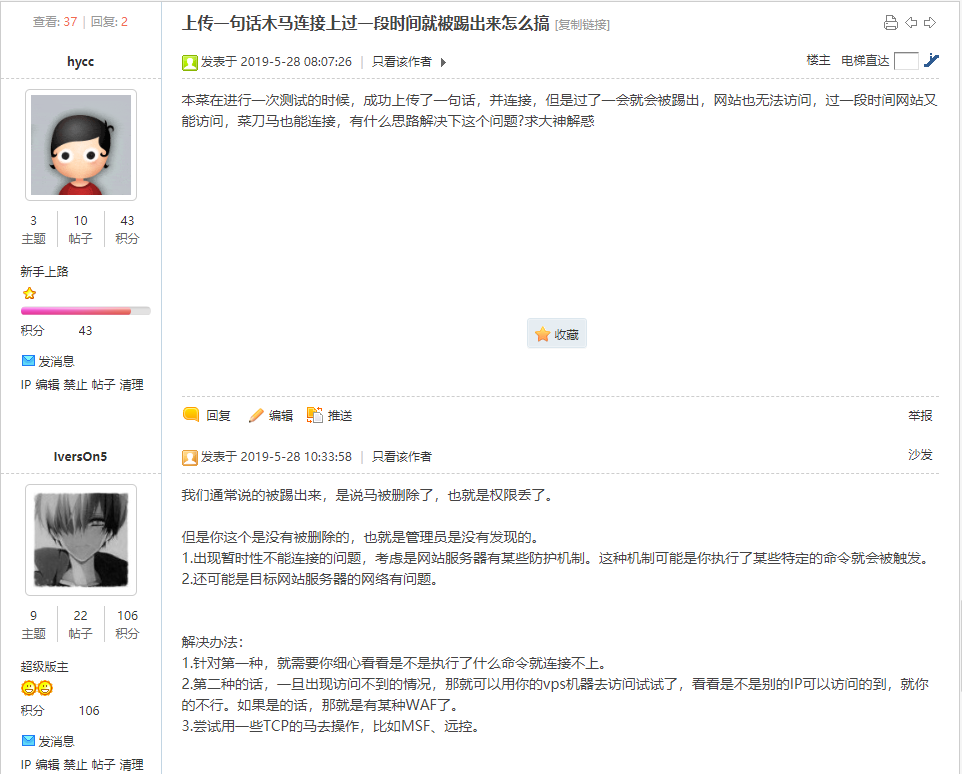 查看: 37 | 回复: 2
上传一句话木马连接上过一段时间就被踢出来怎么搞 [复制链接]
hycc
发表于 2019-5-28 08:07:26 | 只看该作者
楼主 电梯直达
本菜在进行一次测试的时候，成功上传了一句话，并连接，但是过了一会就会被踢出，网站也无法访问，过一段时间网站又
能访问，菜刀马也能连接，有什么思路解决下这个问题?求大神解惑
3 10 43
主题 帖子 积分
新手上路
积分 43
发消息
IP 编辑 禁止 帖子 清理
收藏
回复 编辑 推送 举报
IversOn5
发表于 2019-5-28 10:33:58 | 只看该作者
沙发
我们通常说的被踢出来，是说马被删除了，也就是权限丢了。
但是你这个是没有被删除的，也就是管理员是没有发现的。
1.出现暂时性不能连接的问题，考虑是网站服务器有某些防护机制。这种机制可能是你执行了某些特定的命令就会被触发。
2.还可能是目标网站服务器的网络有问题。
解决办法：
1.针对第一种，就需要你细心看看是不是执行了什么命令就连接不上。
2.第二种的话，一旦出现访问不到的情况，那就可以用你的vps机器去访问试试了，看看是不是别的IP可以访问的到，就你
的不行。如果是的话，那就是有某种WAF了。
3.尝试用一些TCP的马去操作，比如MSF、远控。
9 22 106
主题 帖子 积分
超级版主
积分 106
发消息
IP 编辑 禁止 帖子 清理